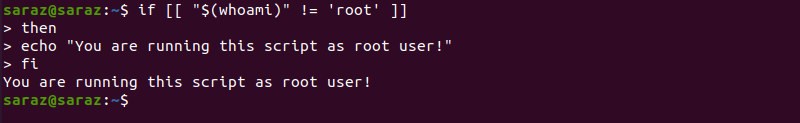 saraz@saraz:~$ if [[ "$(whoami)" != 'root' ]]
> then
> echo "You are running this script as root user!"
> fi
You are running this script as root user!
saraz@saraz:~$